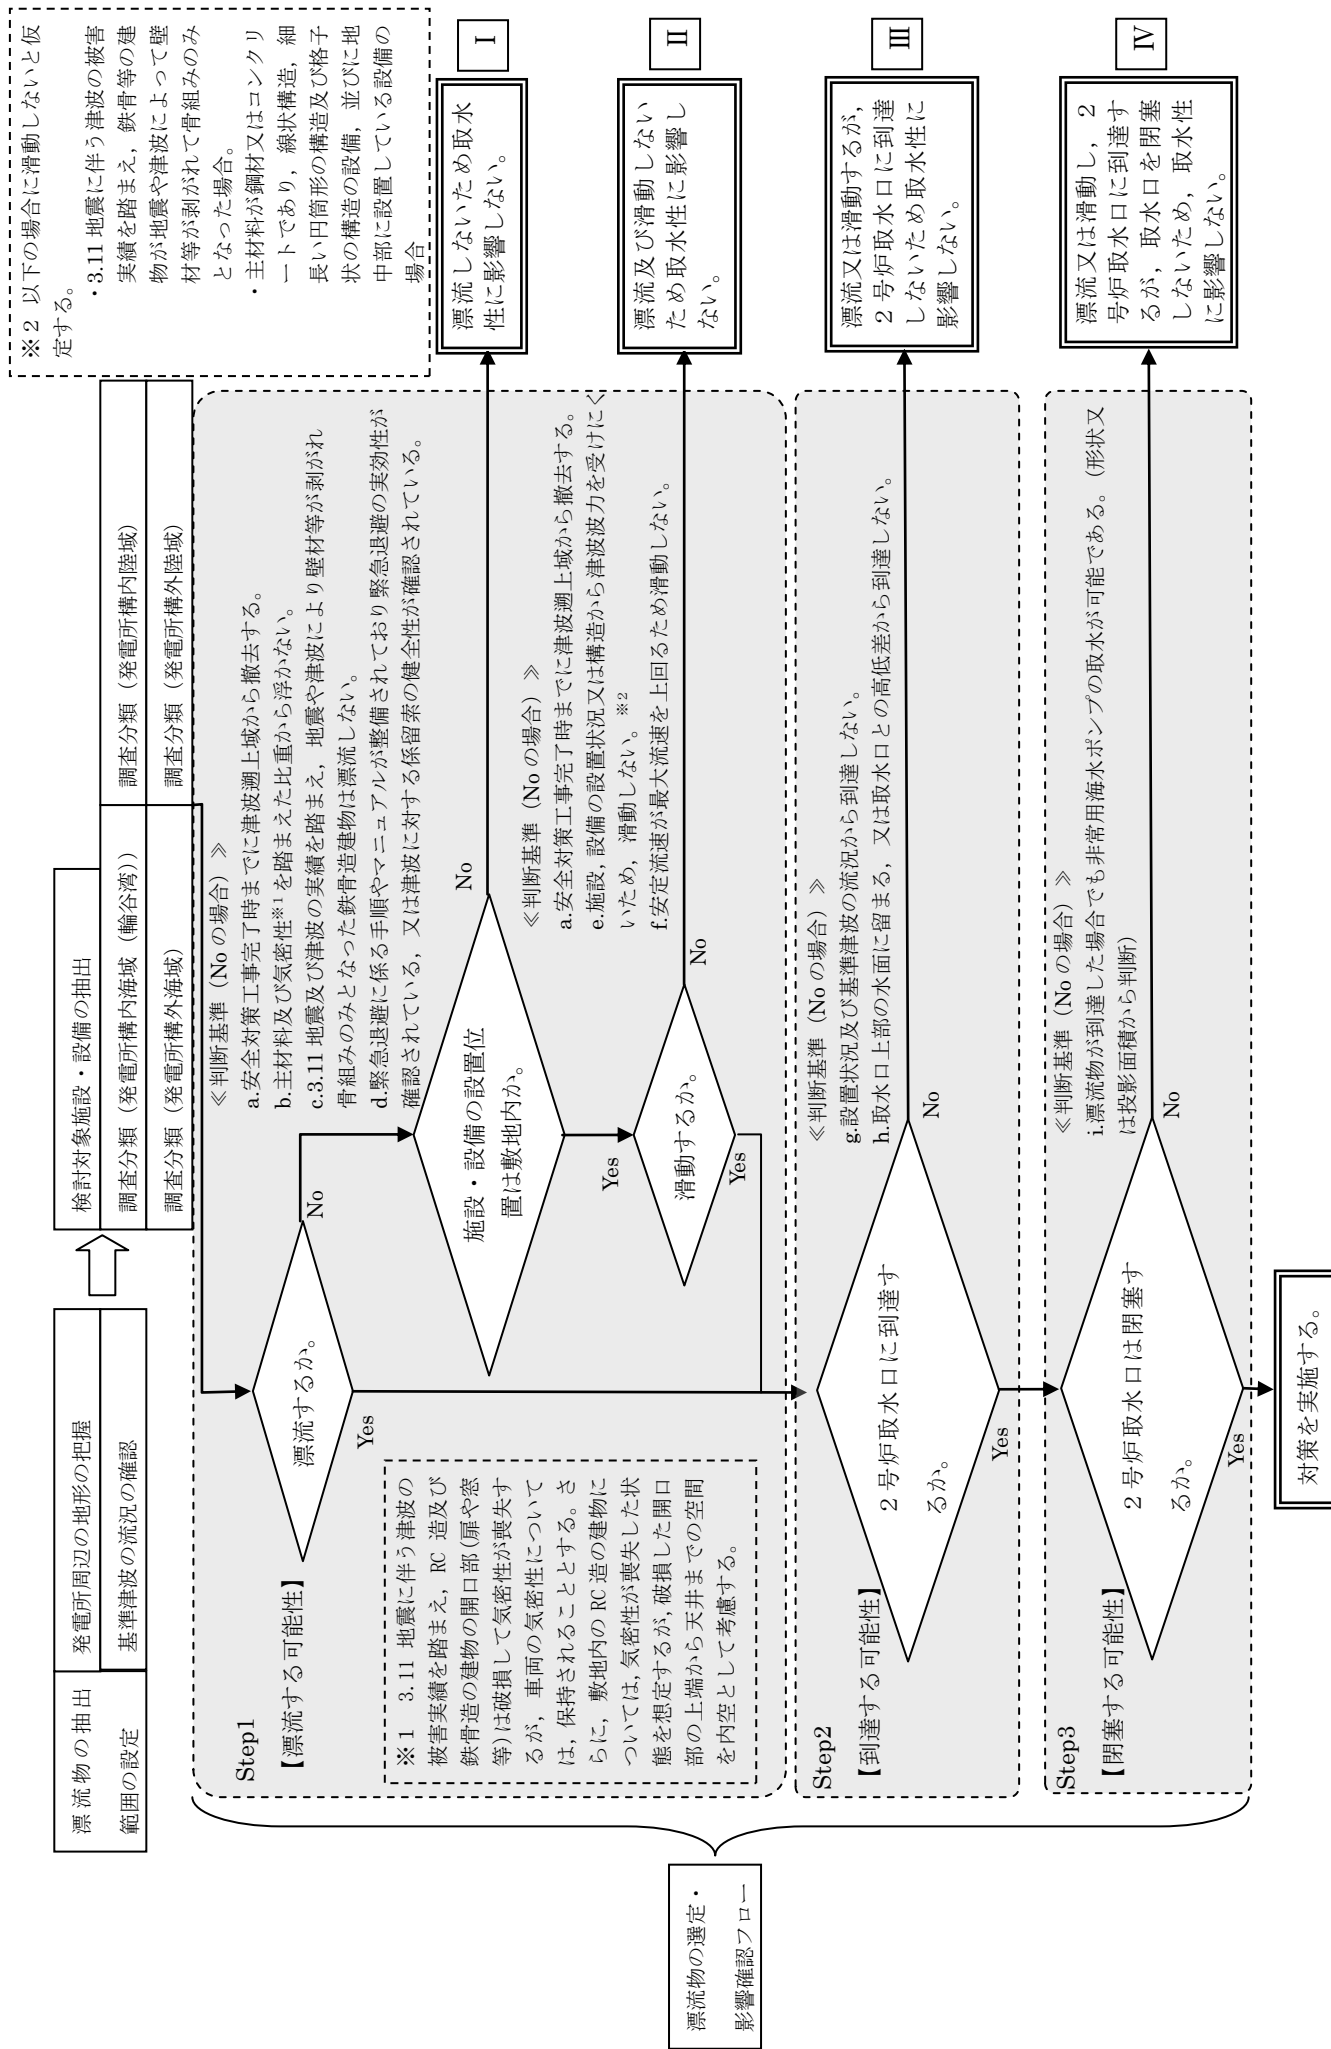 漂流物の抽出
範囲の設定
発電所周辺の地形の把握
基準津波の流況の確認
検討対象施設・設備の抽出
調査分類（発電所構内海域（輪谷湾））
調査分類（発電所構内陸域）
調査分類（発電所構外海域）
調査分類（発電所構外陸域）
※２ 以下の場合に滑動しないと仮
定する。
・3.11 地震に伴う津波の被害
実績を踏まえ，鉄骨等の建
物が地震や津波によって壁
材等が剥がれて骨組みのみ
となった場合。
・主材料が鋼材又はコンクリ
ートであり，線状構造，細
長い円筒形の構造及び格子
状の構造の設備，並びに地
中部に設置している設備の
場合
漂流物の選定・
影響確認フロー
Step1
【漂流する可能性】
漂流するか。
No
Yes
≪判断基準（No の場合）≫
a.安全対策工事完了時までに津波遡上域から撤去する。
b.主材料及び気密性※1を踏まえた比重から浮かない。
c.3.11 地震及び津波の実績を踏まえ，地震や津波により壁材等が剥がれ
骨組みのみとなった鉄骨造建物は漂流しない。
d.緊急退避に係る手順やマニュアルが整備されており緊急退避の実効性が
確認されている，又は津波に対する係留索の健全性が確認されている。
※１ 3.11 地震に伴う津波の
被害実績を踏まえ，RC 造及び
鉄骨造の建物の開口部(扉や窓
等)は破損して気密性が喪失す
るが，車両の気密性について
は，保持されることとする。さ
らに，敷地内の RC 造の建物に
ついては,気密性が喪失した状
態を想定するが,破損した開口
部の上端から天井までの空間
を内空として考慮する。
施設・設備の設置位
置は敷地内か。
No
Yes
漂流しないため取水
性に影響しない。
Ⅰ
≪判断基準（No の場合）≫
a.安全対策工事完了時までに津波遡上域から撤去する。
e.施設,設備の設置状況又は構造から津波波力を受けにく
いため，滑動しない。※2
f.安定流速が最大流速を上回るため滑動しない。
滑動するか。
No
Yes
漂流及び滑動しない
ため取水性に影響し
ない。
Ⅱ
Step2
【到達する可能性】
２号炉取水口に到達す
るか。
No
Yes
≪判断基準（No の場合）≫
g.設置状況及び基準津波の流況から到達しない。
h.取水口上部の水面に留まる，又は取水口との高低差から到達しない。
漂流又は滑動するが，
２号炉取水口に到達
しないため取水性に
影響しない。
Ⅲ
Step3
【閉塞する可能性】
２号炉取水口は閉塞す
るか。
No
Yes
≪判断基準（No の場合）≫
i.漂流物が到達した場合でも非常用海水ポンプの取水が可能である。（形状又
は投影面積から判断）
漂流又は滑動し，２
号炉取水口に到達す
るが，取水口を閉塞
しないため，取水性
に影響しない。
Ⅳ
対策を実施する。